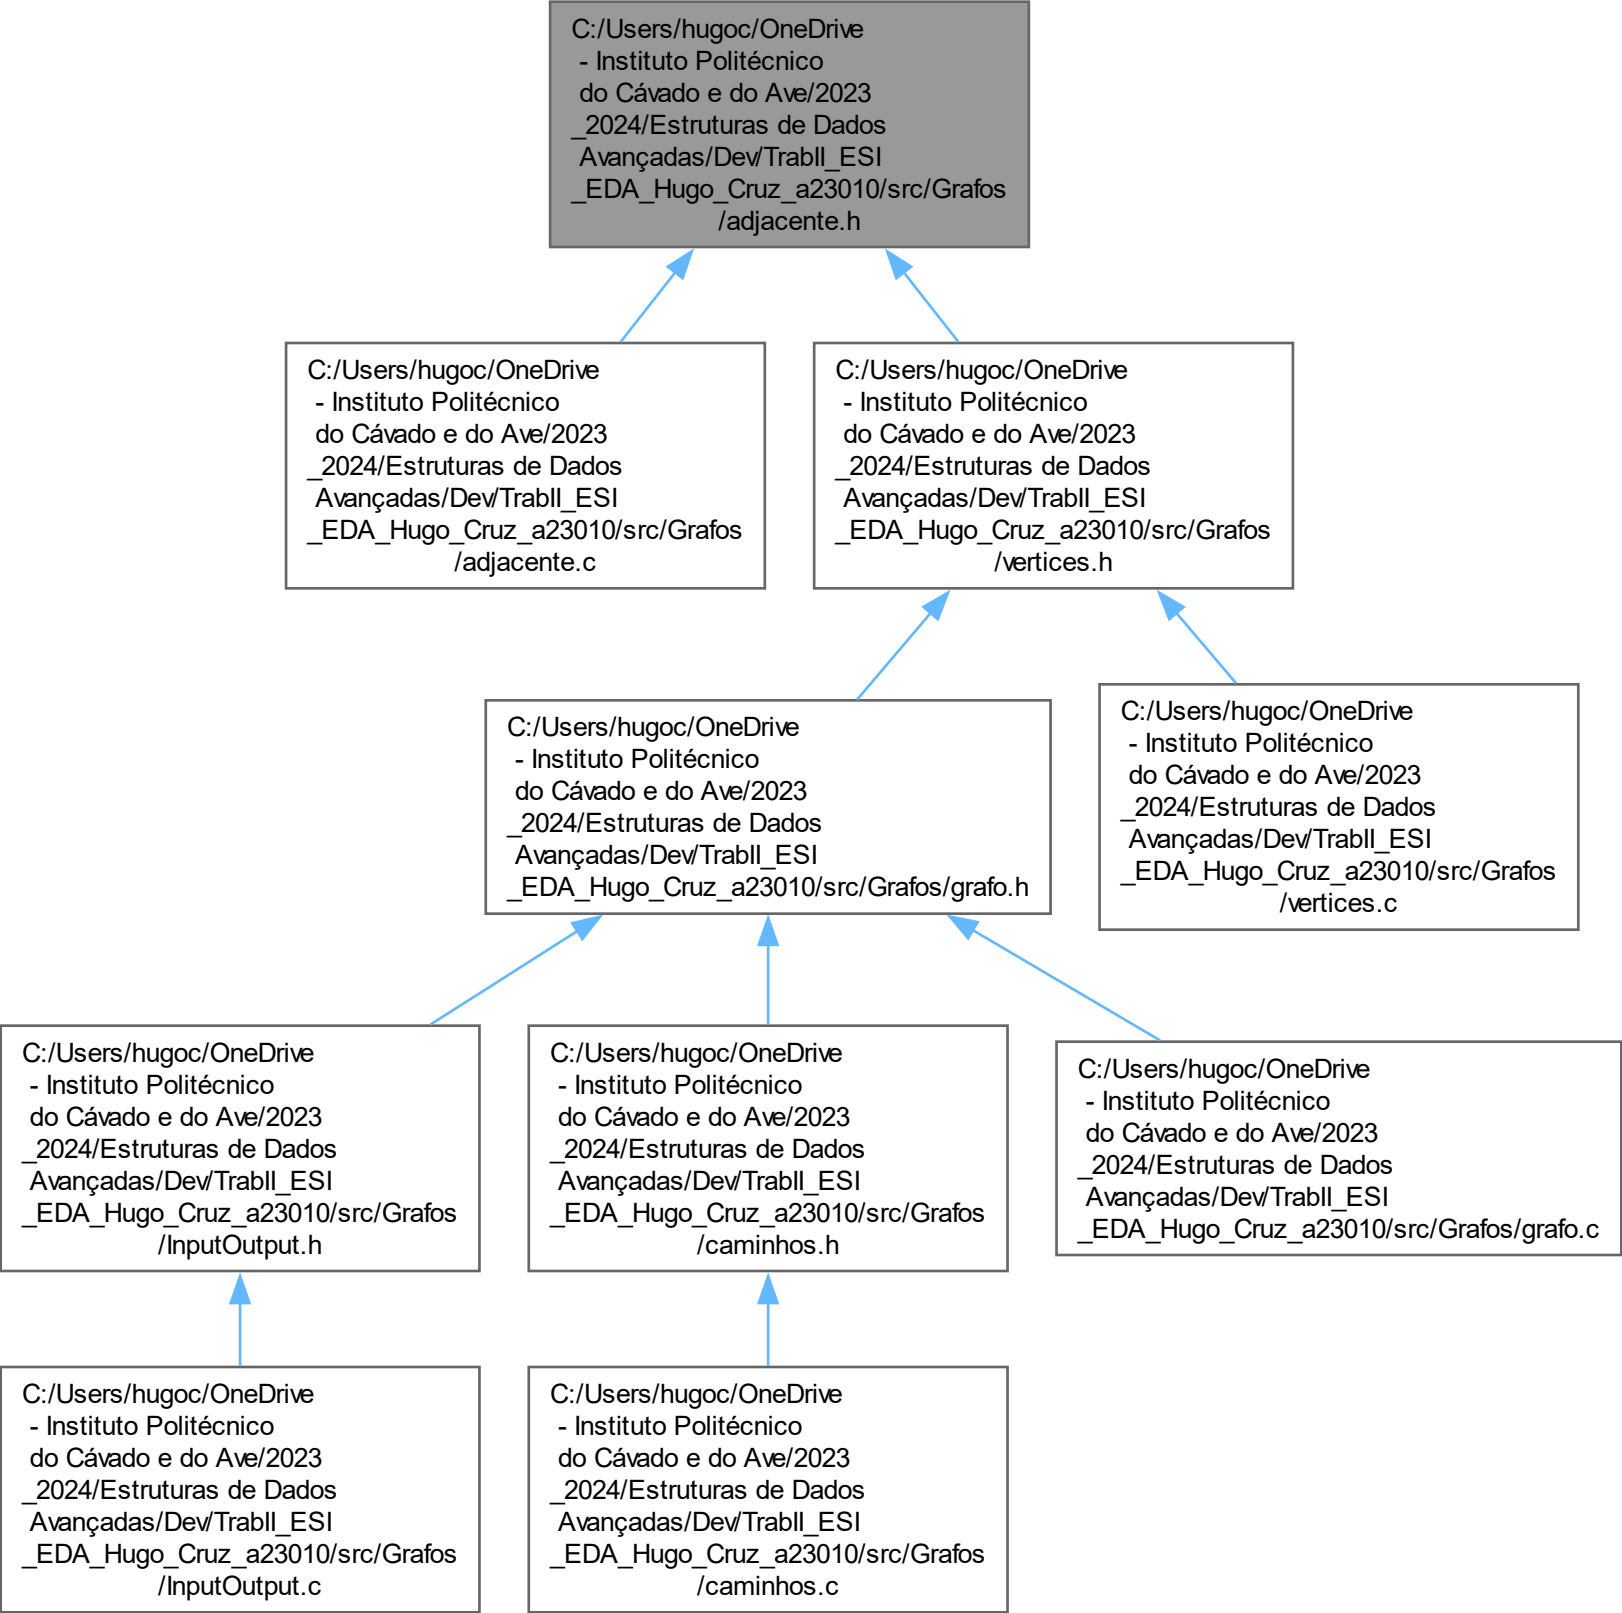 C:/Users/hugoc/OneDrive
- Instituto Politécnico
do Cávado e do Ave/2023
_2024/Estruturas de Dados
Avançadas/Dev/TrabII_ESI
_EDA_Hugo_Cruz_a23010/src/Grafos
/adjacente.h
C:/Users/hugoc/OneDrive
- Instituto Politécnico
do Cávado e do Ave/2023
_2024/Estruturas de Dados
Avançadas/Dev/TrabII_ESI
_EDA_Hugo_Cruz_a23010/src/Grafos
/adjacente.c
C:/Users/hugoc/OneDrive
- Instituto Politécnico
do Cávado e do Ave/2023
_2024/Estruturas de Dados
Avançadas/Dev/TrabII_ESI
_EDA_Hugo_Cruz_a23010/src/Grafos
/vertices.h
C:/Users/hugoc/OneDrive
- Instituto Politécnico
do Cávado e do Ave/2023
_2024/Estruturas de Dados
Avançadas/Dev/TrabII_ESI
_EDA_Hugo_Cruz_a23010/src/Grafos/grafo.h
C:/Users/hugoc/OneDrive
- Instituto Politécnico
do Cávado e do Ave/2023
_2024/Estruturas de Dados
Avançadas/Dev/TrabII_ESI
_EDA_Hugo_Cruz_a23010/src/Grafos
/vertices.c
C:/Users/hugoc/OneDrive
- Instituto Politécnico
do Cávado e do Ave/2023
_2024/Estruturas de Dados
Avançadas/Dev/TrabII_ESI
_EDA_Hugo_Cruz_a23010/src/Grafos
/InputOutput.h
C:/Users/hugoc/OneDrive
- Instituto Politécnico
do Cávado e do Ave/2023
_2024/Estruturas de Dados
Avançadas/Dev/TrabII_ESI
_EDA_Hugo_Cruz_a23010/src/Grafos
/caminhos.h
C:/Users/hugoc/OneDrive
- Instituto Politécnico
do Cávado e do Ave/2023
_2024/Estruturas de Dados
Avançadas/Dev/TrabII_ESI
_EDA_Hugo_Cruz_a23010/src/Grafos/grafo.c
C:/Users/hugoc/OneDrive
- Instituto Politécnico
do Cávado e do Ave/2023
_2024/Estruturas de Dados
Avançadas/Dev/TrabII_ESI
_EDA_Hugo_Cruz_a23010/src/Grafos
/InputOutput.c
C:/Users/hugoc/OneDrive
- Instituto Politécnico
do Cávado e do Ave/2023
_2024/Estruturas de Dados
Avançadas/Dev/TrabII_ESI
_EDA_Hugo_Cruz_a23010/src/Grafos
/caminhos.c